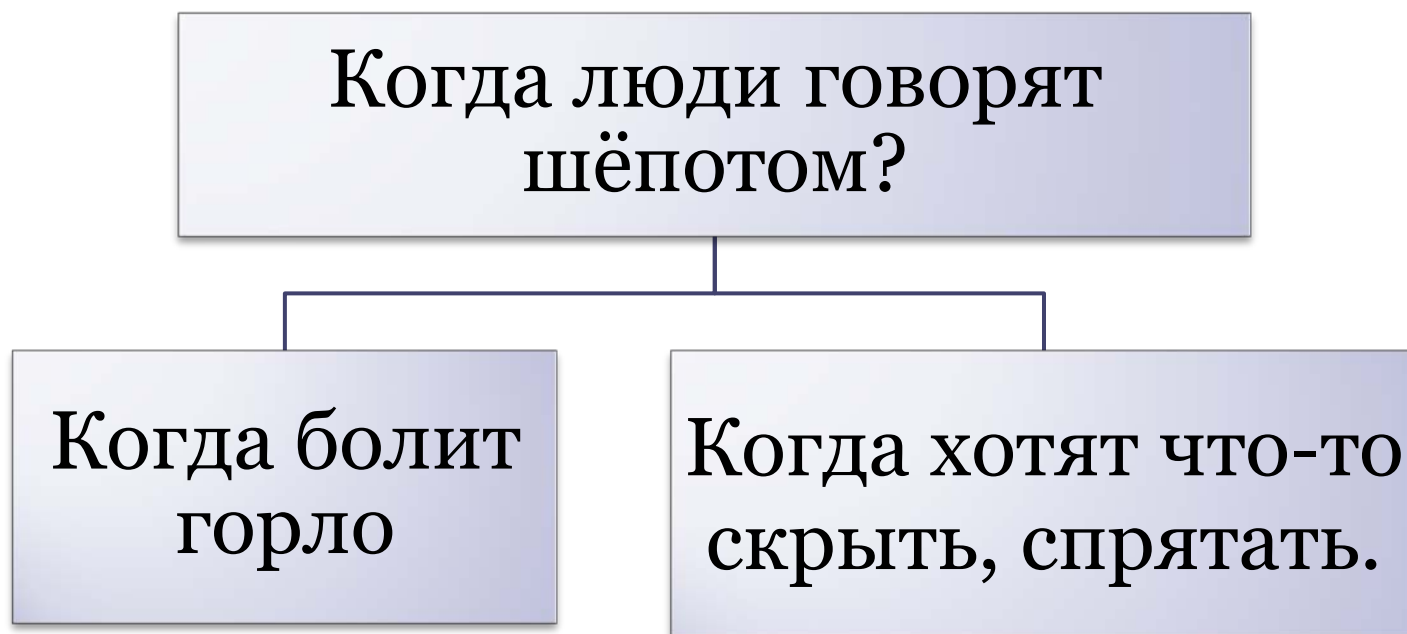 Когда люди говорят
шёпотом?
Когда болит
горло
Когда хотят что-то
скрыть, спрятать.